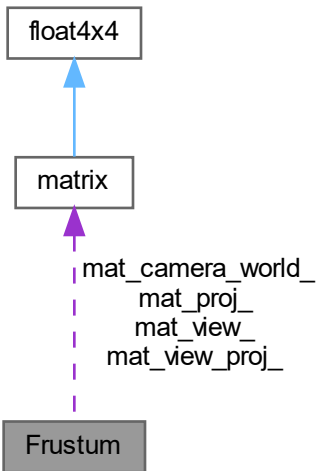 float4x4
matrix
mat_camera_world_
mat_proj_
mat_view_
mat_view_proj_
Frustum